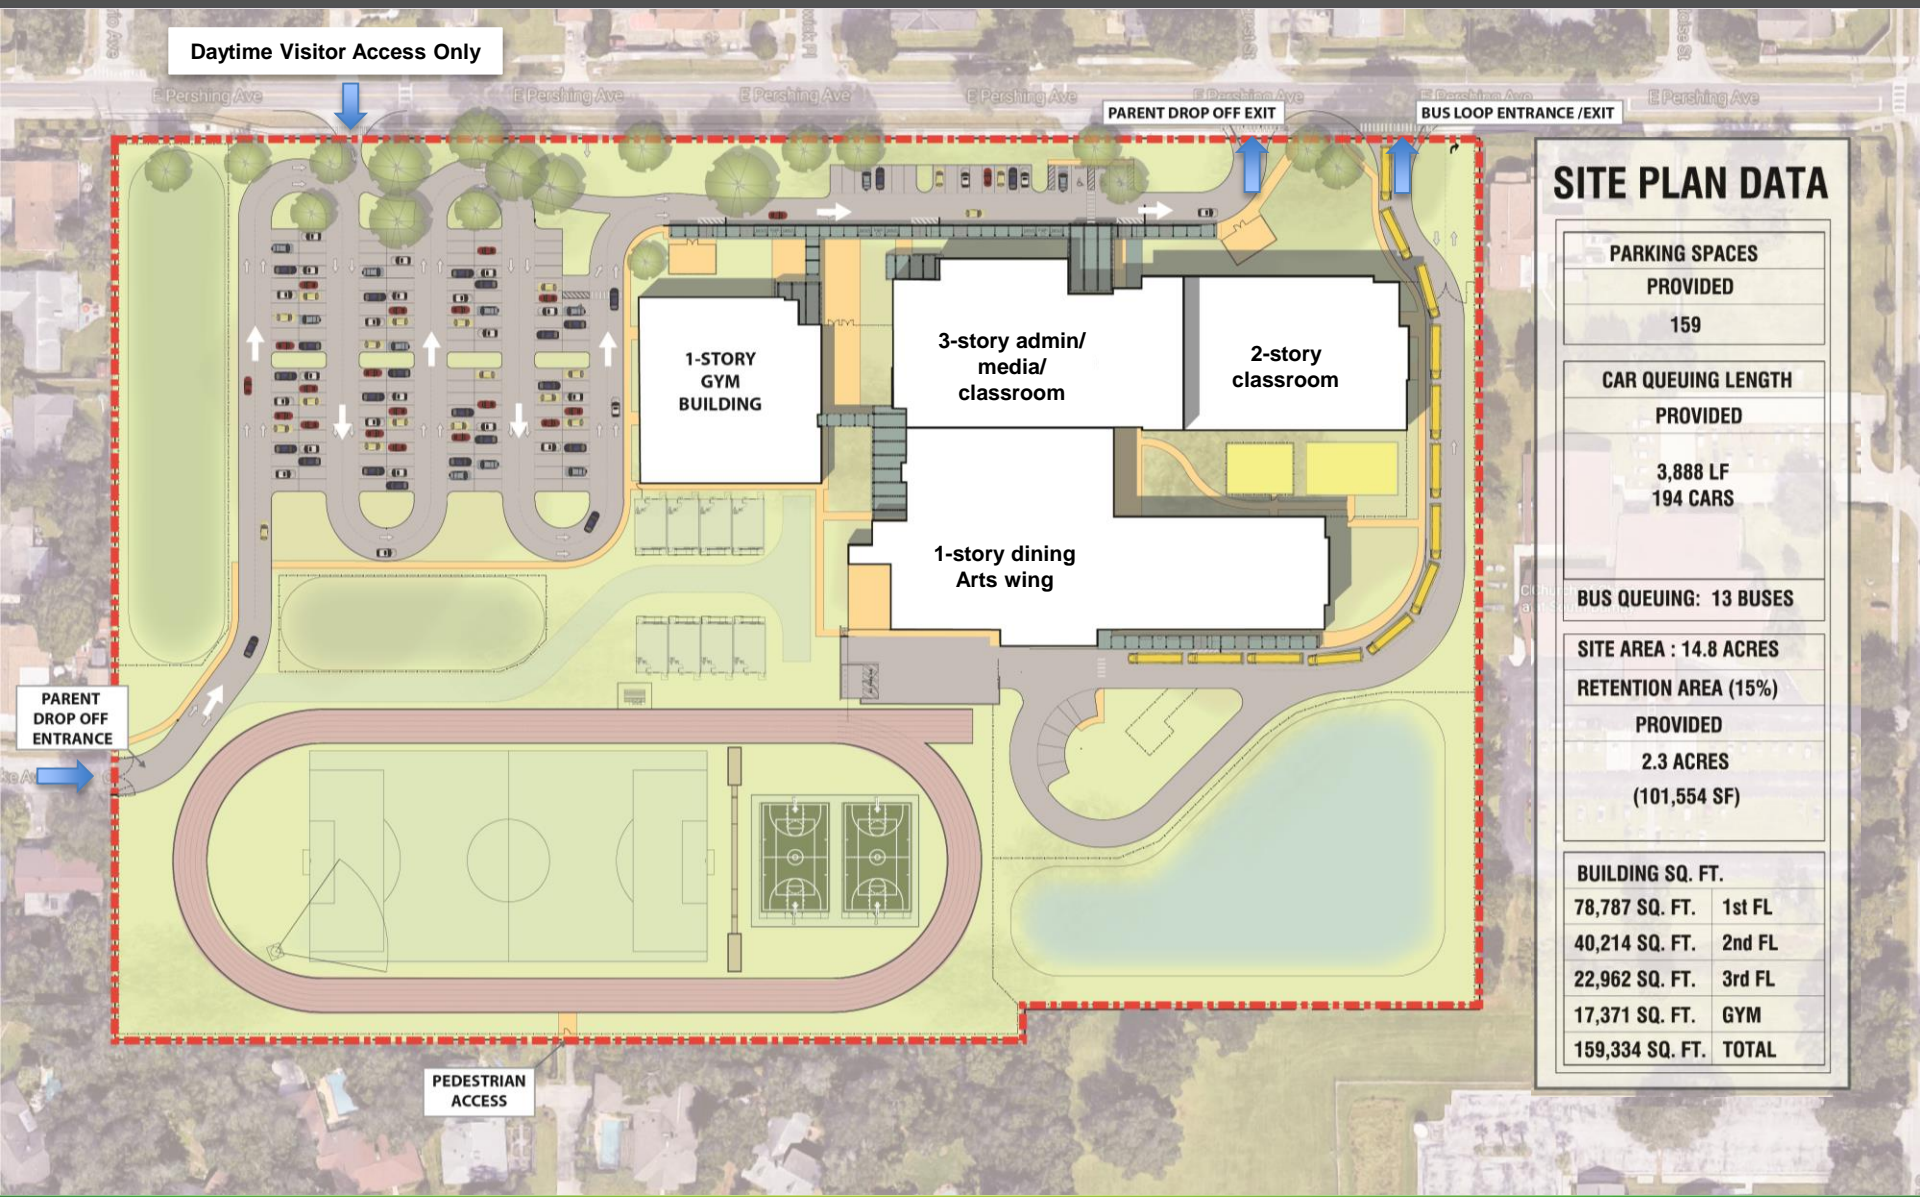 Daytime Visitor Access Only
E Pershing Ave
E Pershing Ave
E Pershing Ave
E Pershing Ave
E Pershing Ave
E Pershing Ave
E Pershing Ave
PARENT DROP OFF EXIT
BUS LOOP ENTRANCE /EXIT
1-STORY
GYM
BUILDING
3-story admin/
media/
classroom
2-story
classroom
1-story dining
Arts wing
PARENT
DROP OFF
ENTRANCE
PEDESTRIAN
ACCESS
SITE PLAN DATA
PARKING SPACES
PROVIDED
159
CAR QUEUING LENGTH
PROVIDED
3,888 LF
194 CARS
BUS QUEUING: 13 BUSES
SITE AREA : 14.8 ACRES
RETENTION AREA (15%)
PROVIDED
2.3 ACRES
(101,554 SF)
BUILDING SQ. FT.
78,787 SQ. FT. 1st FL
40,214 SQ. FT. 2nd FL
22,962 SQ. FT. 3rd FL
17,371 SQ. FT. GYM
159,334 SQ. FT. TOTAL